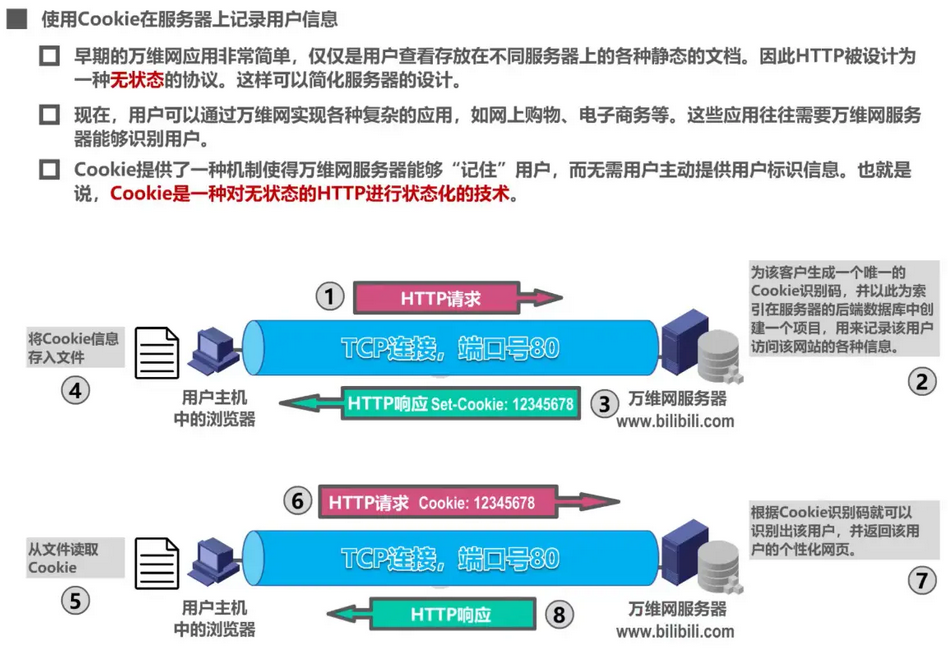 使用Cookie在服务器上记录用户信息
早期的万维网应用非常简单，仅仅是用户查看存放在不同服务器上的各种静态的文档。因此HTTP被设计为
一种无状态的协议。这样可以简化服务器的设计。
现在，用户可以通过万维网实现各种复杂的应用，如网上购物、电子商务等。这些应用往往需要万维网服务
器能够识别用户。
Cookie提供了一种机制使得万维网服务器能够“记住”用户，而无需用户主动提供用户标识信息。也就是
说，Cookie是一种对无状态的HTTP进行状态化的技术。
① HTTP请求
为该客户生成一个唯一的
Cookie识别码，并以此为索
引在服务器的后端数据库中创
建一个项目，用来记录该用户
访问该网站的各种信息。
②
TCP连接，端口号80
将Cookie信息
存入文件
④
HTTP响应 Set-Cookie: 12345678 ③
用户主机
中的浏览器
万维网服务器
www.bilibili.com
⑥ HTTP请求 Cookie: 12345678
根据Cookie识别码就可以
识别出该用户，并返回该用
户的个性化网页。
⑦
TCP连接，端口号80
从文件读取
Cookie
⑤
HTTP响应 ⑧
用户主机
中的浏览器
万维网服务器
www.bilibili.com